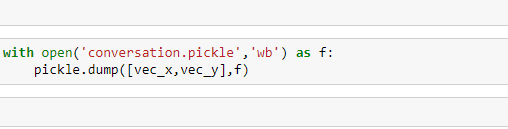 with open('conversation.pickle','wb') as f:
    pickle.dump([vec_x,vec_y],f)